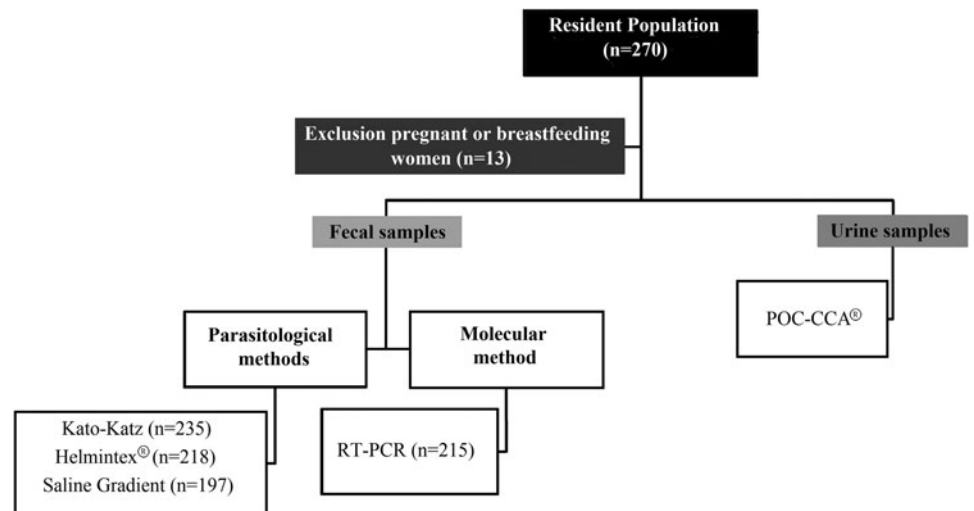 Resident Population
(n=270)
Exclusion pregnant or breastfeeding
women (n=13)
Fecal samples
Urine samples
Parasitological
methods
Molecular
method
POC-CCA®
Kato-Katz (n=235)
Helmintex® (n=218)
Saline Gradient (n=197)
RT-PCR (n=215)